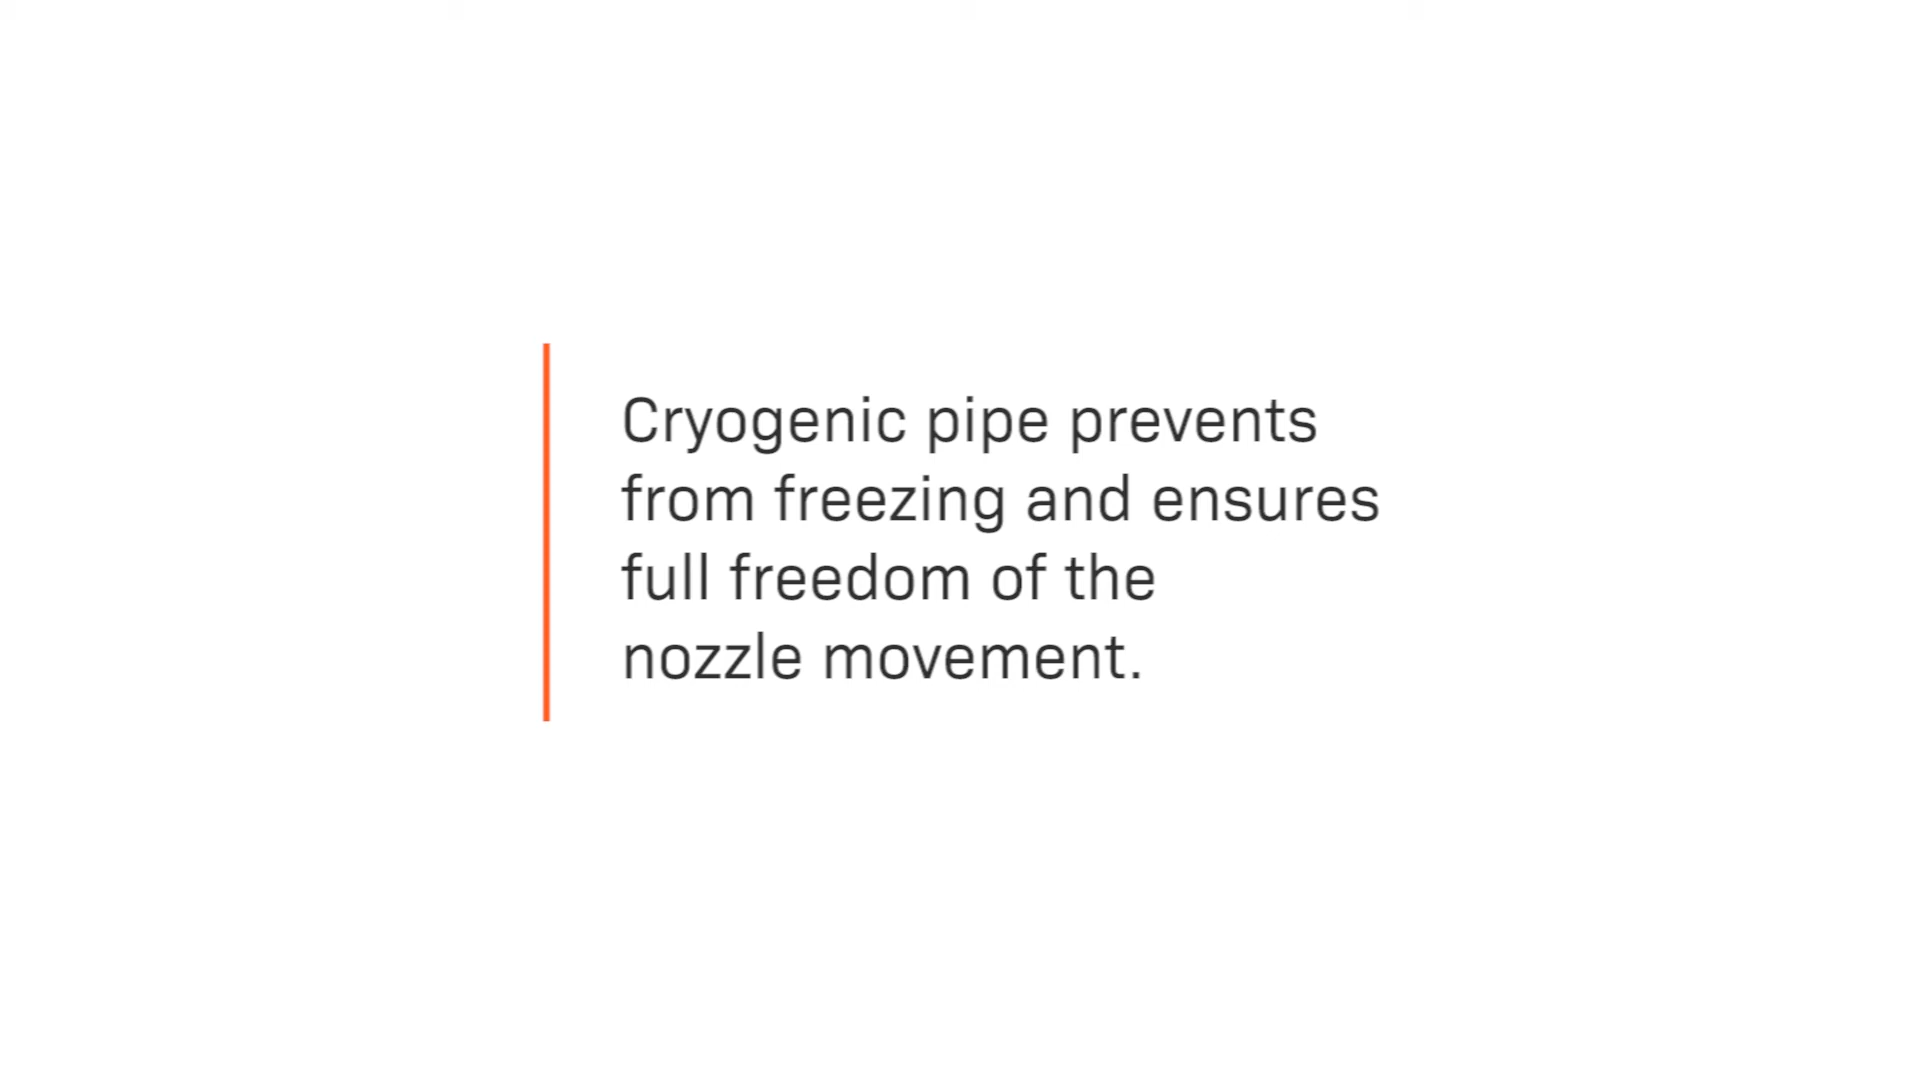 Cryogenic pipe prevents
from freezing and ensures
full freedom of the
nozzle movement.